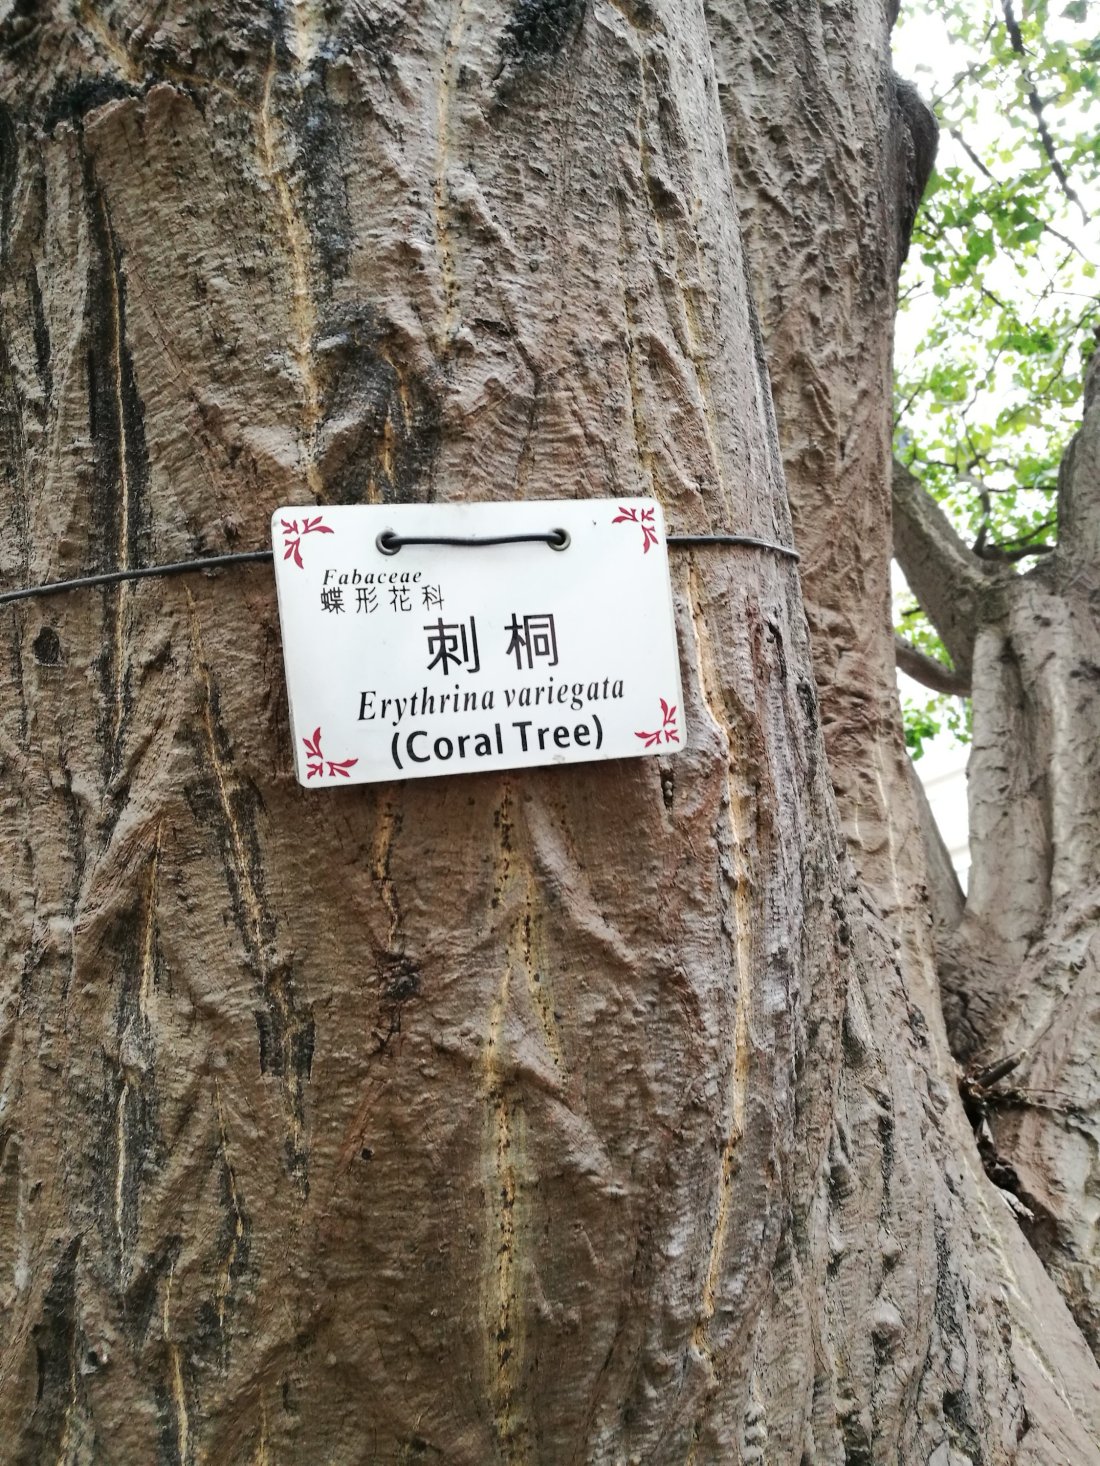 Fabaceae
蝶形花科
刺桐
Erythrina variegata
(Coral Tree)